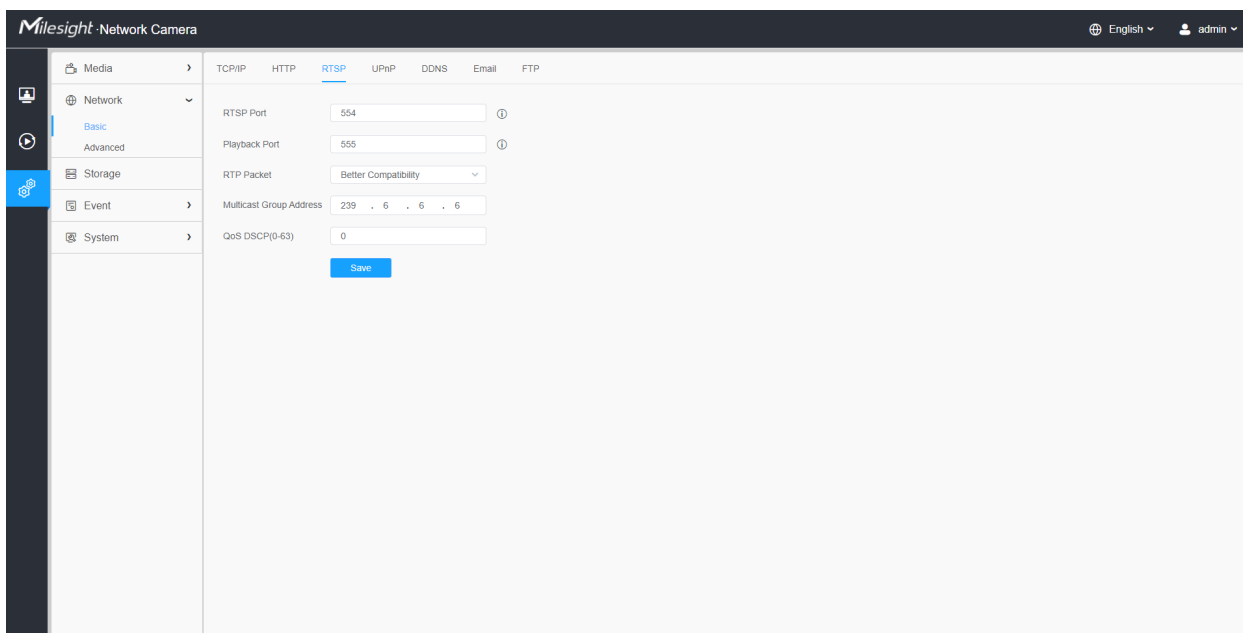 Milesight · Network Camera
English
admin
Media
Network
Basic
Advanced
Storage
Event
System
TCP/IP HTTP RTSP UPnP DDNS Email FTP
RTSP Port 554
Playback Port 555
RTP Packet Better Compatibility
Multicast Group Address 239 . 6 . 6 . 6
QoS DSCP(0-63) 0
Save